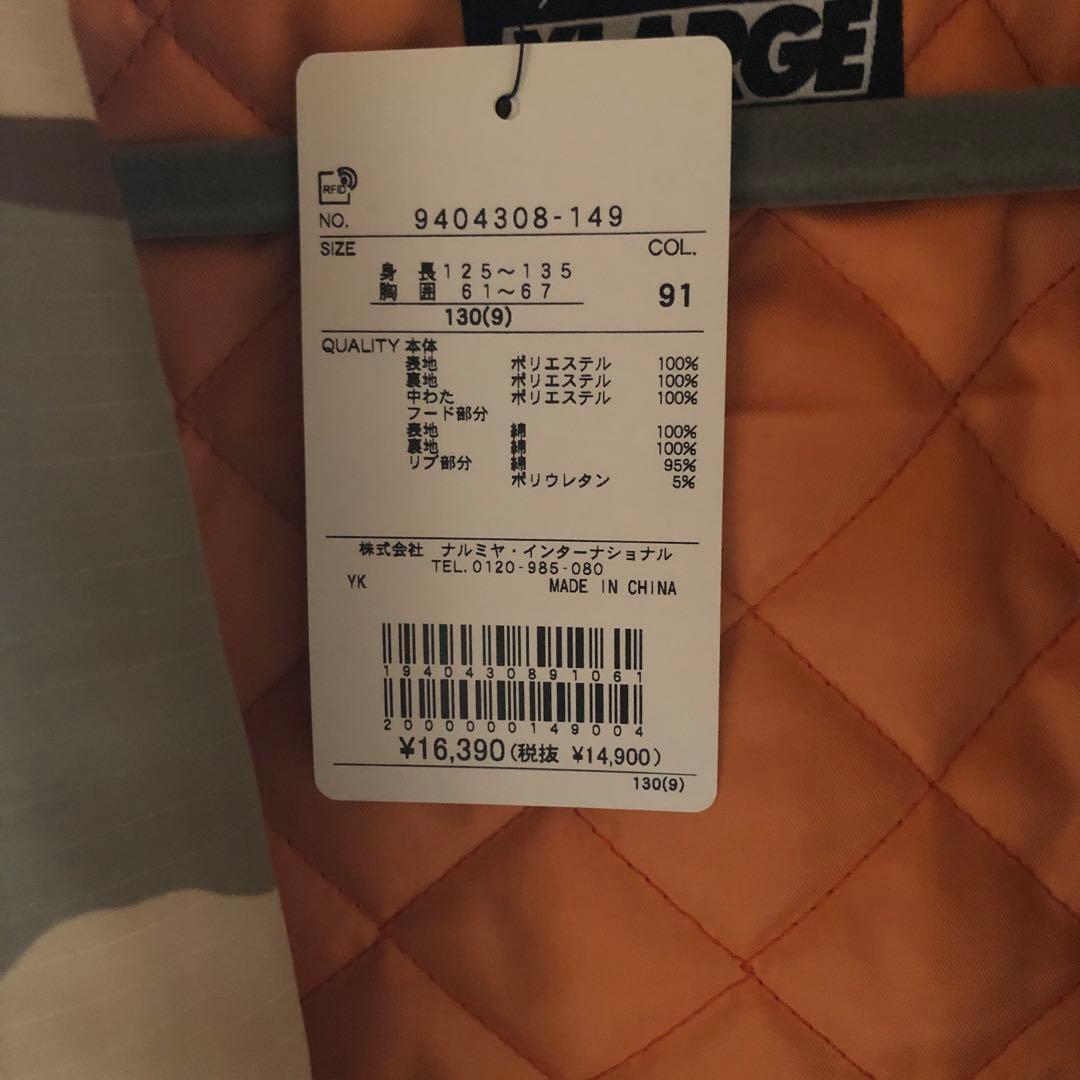 XLARGE
RFID
NO. 9404308-149
SIZE COL.
身 長 125～135
胸 囲 61～67 91
130(9)
QUALITY 本体
表地 ポリエステル 100%
裏地 ポリエステル 100%
中わた ポリエステル 100%
フード部分
表地 綿 100%
裏地 綿 100%
リブ部分 綿 95%
ポリウレタン 5%
株式会社 ナルミヤ・インターナショナル
TEL.0120-985-080
YK MADE IN CHINA
1940430891061
2000000149004
¥16,390(税抜 ¥14,900)
130(9)